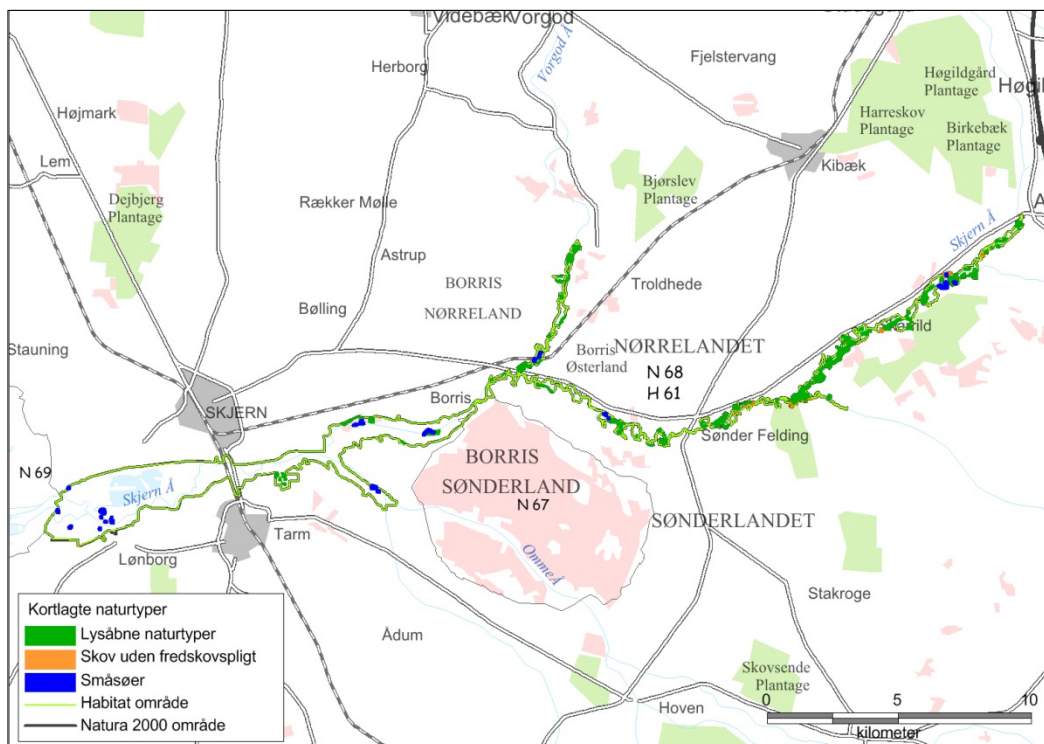 Videbæk
Vorgod
Vorgod Å
Fjelstervang
Herborg
Høgildgård
Plantage
Højmark
Harreskov
Plantage
Birkebæk
Plantage
Lem
Kibæk
Dejbjerg
Plantage
Bjørslev
Plantage
Rækker Mølle
Astrup
Skjern Å
BORRIS
NØRRELAND
Troldhede
Bølling
Stauning
Borris
Østerland
NØRRELANDET
N 68
H 61
Borris
SKJERN
Sønder Felding
BORRIS
SØNDERLAND
N 67
N 69
Skjern Å
SØNDERLANDET
Tarm
Lønborg
Omme Å
Stakroge
Ådum
Kortlagte naturtyper
Lysåbne naturtyper
Skov uden fredskovspligt
Småsøer
Habitat område
Natura 2000 område
Skovsende
Plantage
Hoven
0 5 10
kilometer